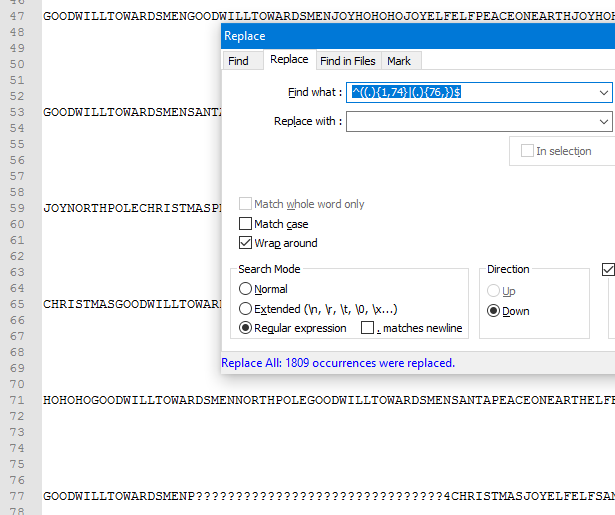 46
47 GOODWILLTOWARDSMENGOODWILLTOWARDSMENJOYHOHOHOJOYELFELFPEACEONEARTHJOYHOH
48
Replace
49
50
Find Replace Find in Files Mark
51
52
Find what : ^((.){1,74}|(.){76,})$
53 GOODWILLTOWARDSMENSANTA
Replace with :
54
55
In selection
56
57
58
59 JOYNORTHPOLECHRISTMASP
Match whole word only
60
Match case
61
Wrap around
62
63
Search Mode Direction
64
Normal Up
65 CHRISTMASGOODWILLTOWAR
Extended (\n, \r, \t, \0, \x...) Down
66
Regular expression . matches newline
67
68
69
Replace All: 1809 occurrences were replaced.
70
71 HOHOHOGOODWILLTOWARDSMENNORTHPOLEGOODWILLTOWARDSMENSANTAPEACEONEARTHELFE
72
73
74
75
76
77 GOODWILLTOWARDSMENP???????????????????????????????4CHRISTMASJOYELFELFSAN